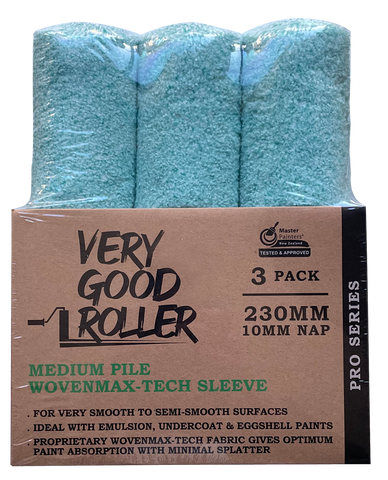 VERY
GOOD
ROLLER
Master
Painters
New Zealand
TESTED & APPROVED
3 PACK
230MM
10MM NAP
PRO SERIES
MEDIUM PILE
WOVENMAX-TECH SLEEVE
. FOR VERY SMOOTH TO SEMI-SMOOTH SURFACES
. IDEAL WITH EMULSION, UNDERCOAT & EGGSHELL PAINTS
. PROPRIETARY WOVENMAX-TECH FABRIC GIVES OPTIMUM
PAINT ABSORPTION WITH MINIMAL SPLATTER